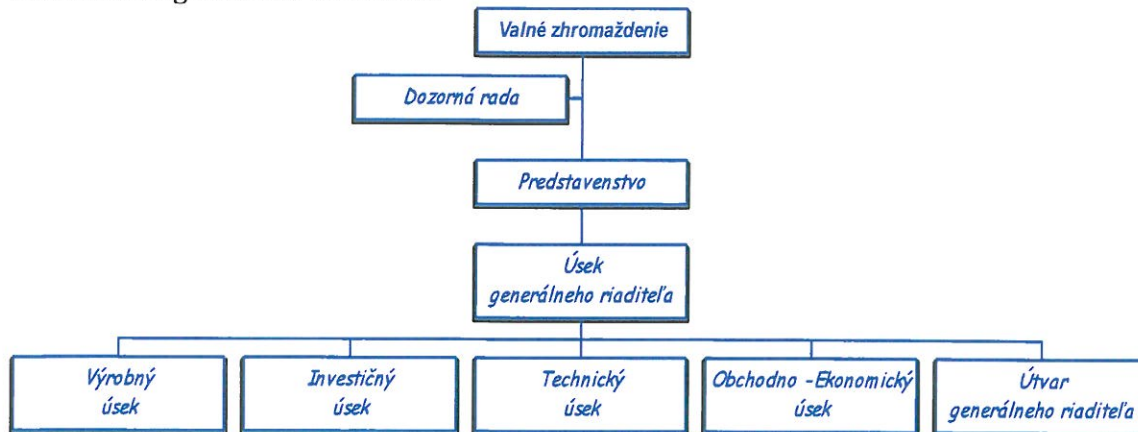 Valné zhromaždenie
Dozorná rada
Predstavenstvo
Úsek
generálneho riaditeľa
Výrobný
úsek
Investičný
úsek
Technický
úsek
Obchodno -Ekonomický
úsek
Útvar
generálneho riaditeľa